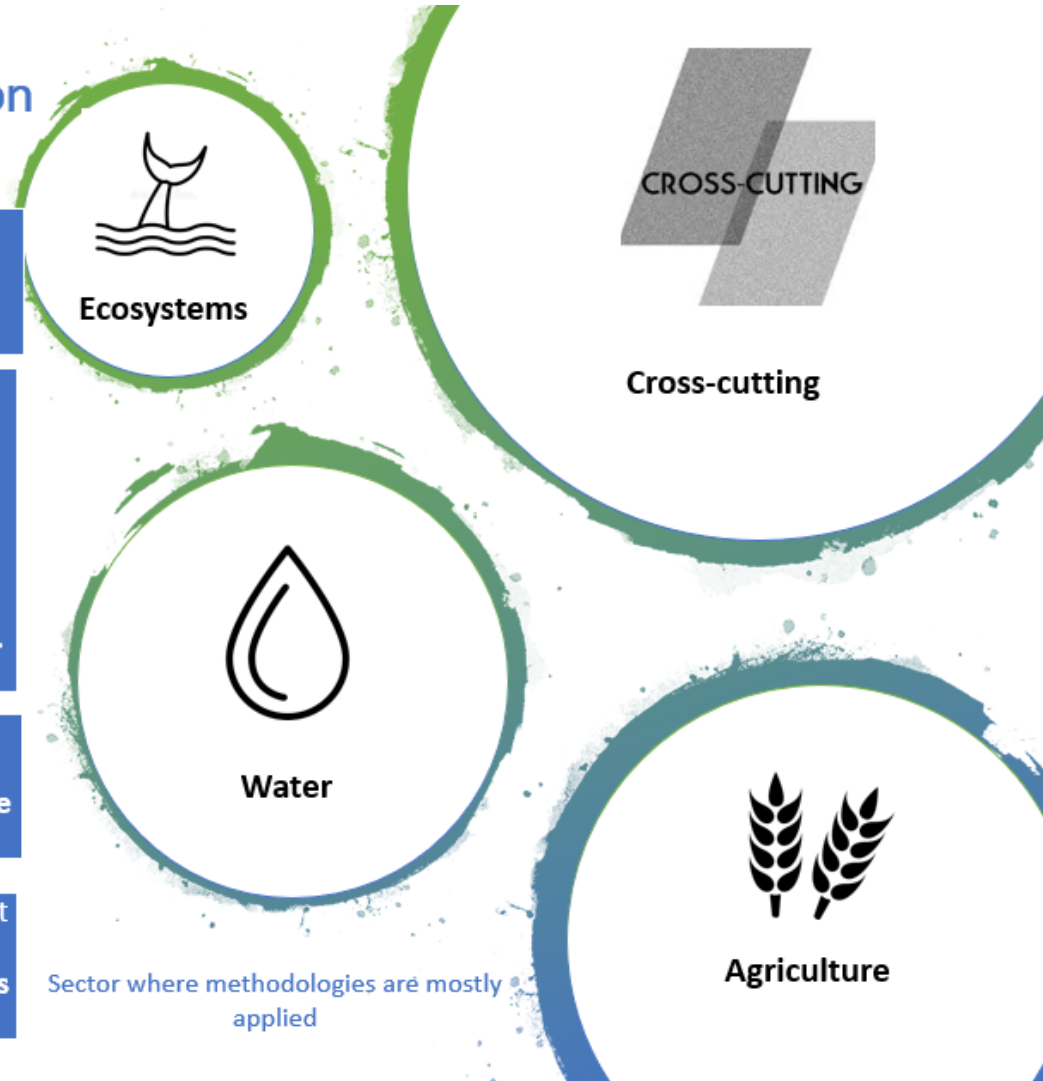 on
Ecosystems
CROSS-CUTTING
Cross-cutting
Water
e
t
s
Sector where methodologies are mostly
applied
Agriculture